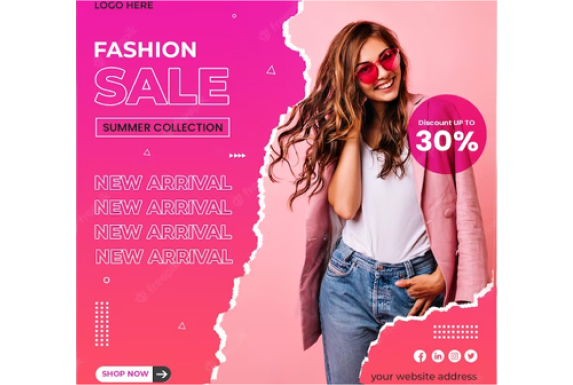 LOGO HERE
FASHION
SALE
SUMMER COLLECTION
NEW ARRIVAL
NEW ARRIVAL
NEW ARRIVAL
NEW ARRIVAL
SHOP NOW
Discount UP TO
30%
your website address